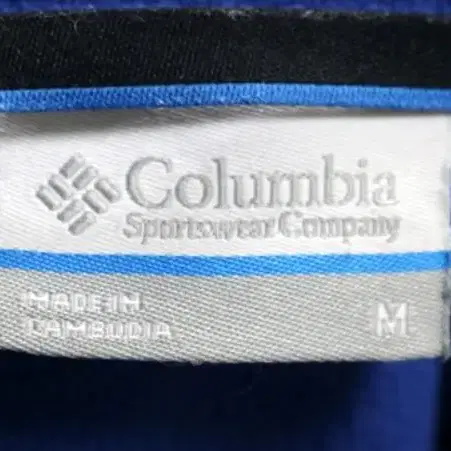 Columbia
Sportswear Company
MADE IN
CAMBODIA
M